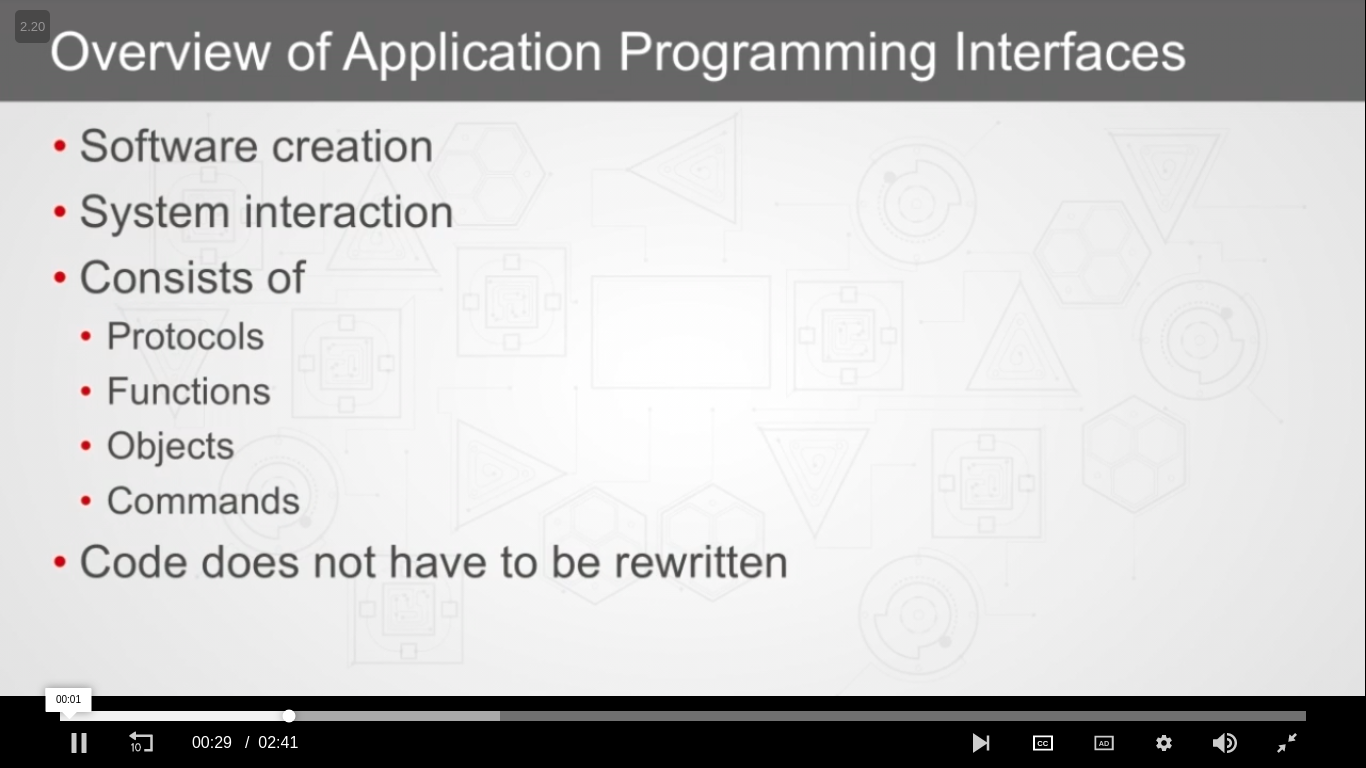 2.20
Overview of Application Programming Interfaces
• Software creation
• System interaction
• Consists of
• Protocols
• Functions
• Objects
• Commands
• Code does not have to be rewritten
00:01
10 00:29 / 02:41 CC AD